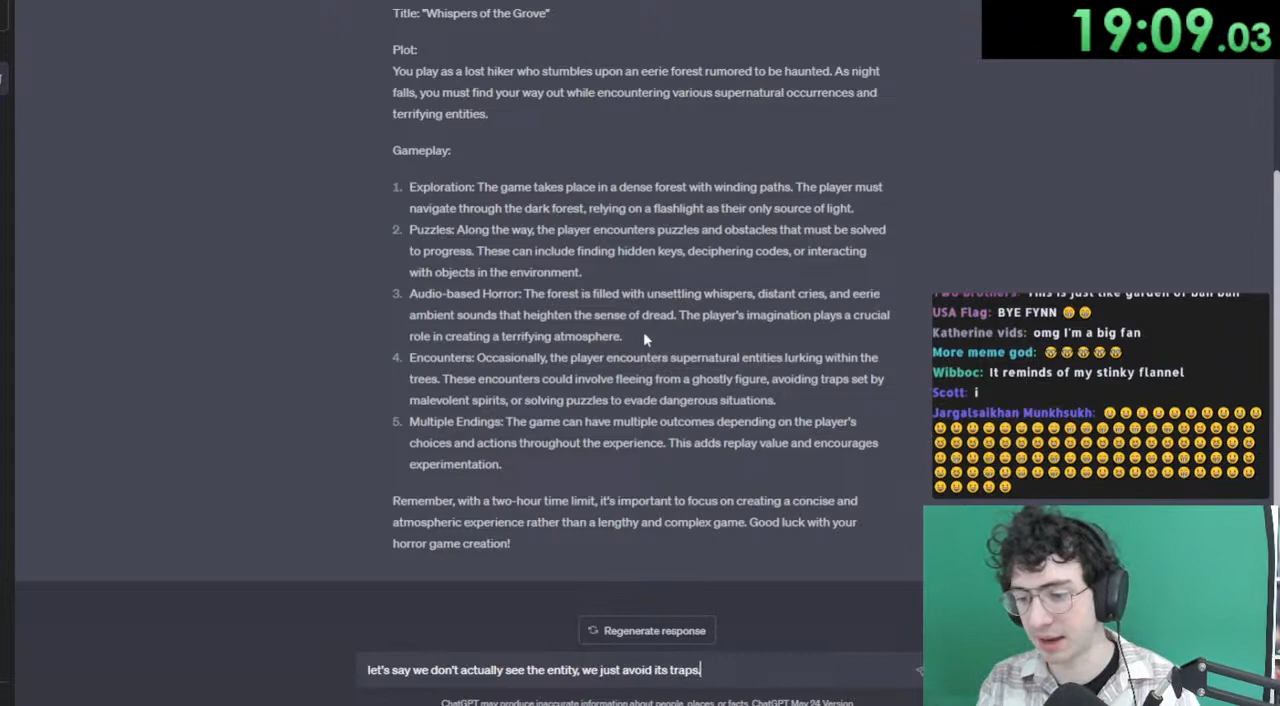 Title: "Whispers of the Grove"
19:09.03
Plot:
You play as a lost hiker who stumbles upon an eerie forest rumored to be haunted. As night
falls, you must find your way out while encountering various supernatural occurrences and
terrifying entities.
Gameplay:
1. Exploration: The game takes place in a dense forest with winding paths. The player must
navigate through the dark forest, relying on a flashlight as their only source of light.
2. Puzzles: Along the way, the player encounters puzzles and obstacles that must be solved
to progress. These can include finding hidden keys, deciphering codes, or interacting
with objects in the environment.
3. Audio-based Horror: The forest is filled with unsettling whispers, distant cries, and eerie
ambient sounds that heighten the sense of dread. The player's imagination plays a crucial
role in creating a terrifying atmosphere.
4. Encounters: Occasionally, the player encounters supernatural entities lurking within the
trees. These encounters could involve fleeing from a ghostly figure, avoiding traps set by
malevolent spirits, or solving puzzles to evade dangerous situations.
5. Multiple Endings: The game can have multiple outcomes depending on the player's
choices and actions throughout the experience. This adds replay value and encourages
experimentation.
Remember, with a two-hour time limit, it's important to focus on creating a concise and
atmospheric experience rather than a lengthy and complex game. Good luck with your
horror game creation!
Two Brothers: This is just like garden of ban ban
USA Flag: BYE FYNN
Katherine vids: omg I'm a big fan
More meme god:
Wibboc: It reminds of my stinky flannel
Scott: i
Jargalsaikhan Munkhsukh:
Regenerate response
let's say we don't actually see the entity, we just avoid its traps.
ChatGPT may produce inaccurate information about people, places, or facts. ChatGPT May 24 Version